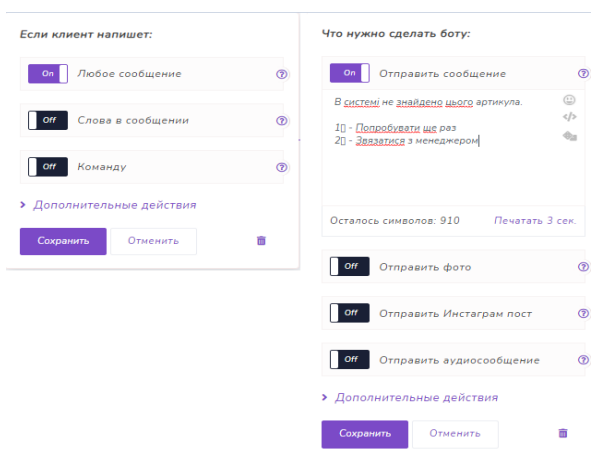 Если клиент напишет:
On Любое сообщение ?
Off Слова в сообщении ?
Off Команду ?
Дополнительные действия
Сохранить Отменить
Что нужно сделать боту:
On Отправить сообщение ?
В системі не знайдено цього артикула.
1▯ - Попробувати ще раз
2▯ - Звязатися з менеджером
Осталось символов: 910 Печатать 3 сек.
Off Отправить фото ?
Off Отправить Инстаграм пост ?
Off Отправить аудиосообщение ?
Дополнительные действия
Сохранить Отменить